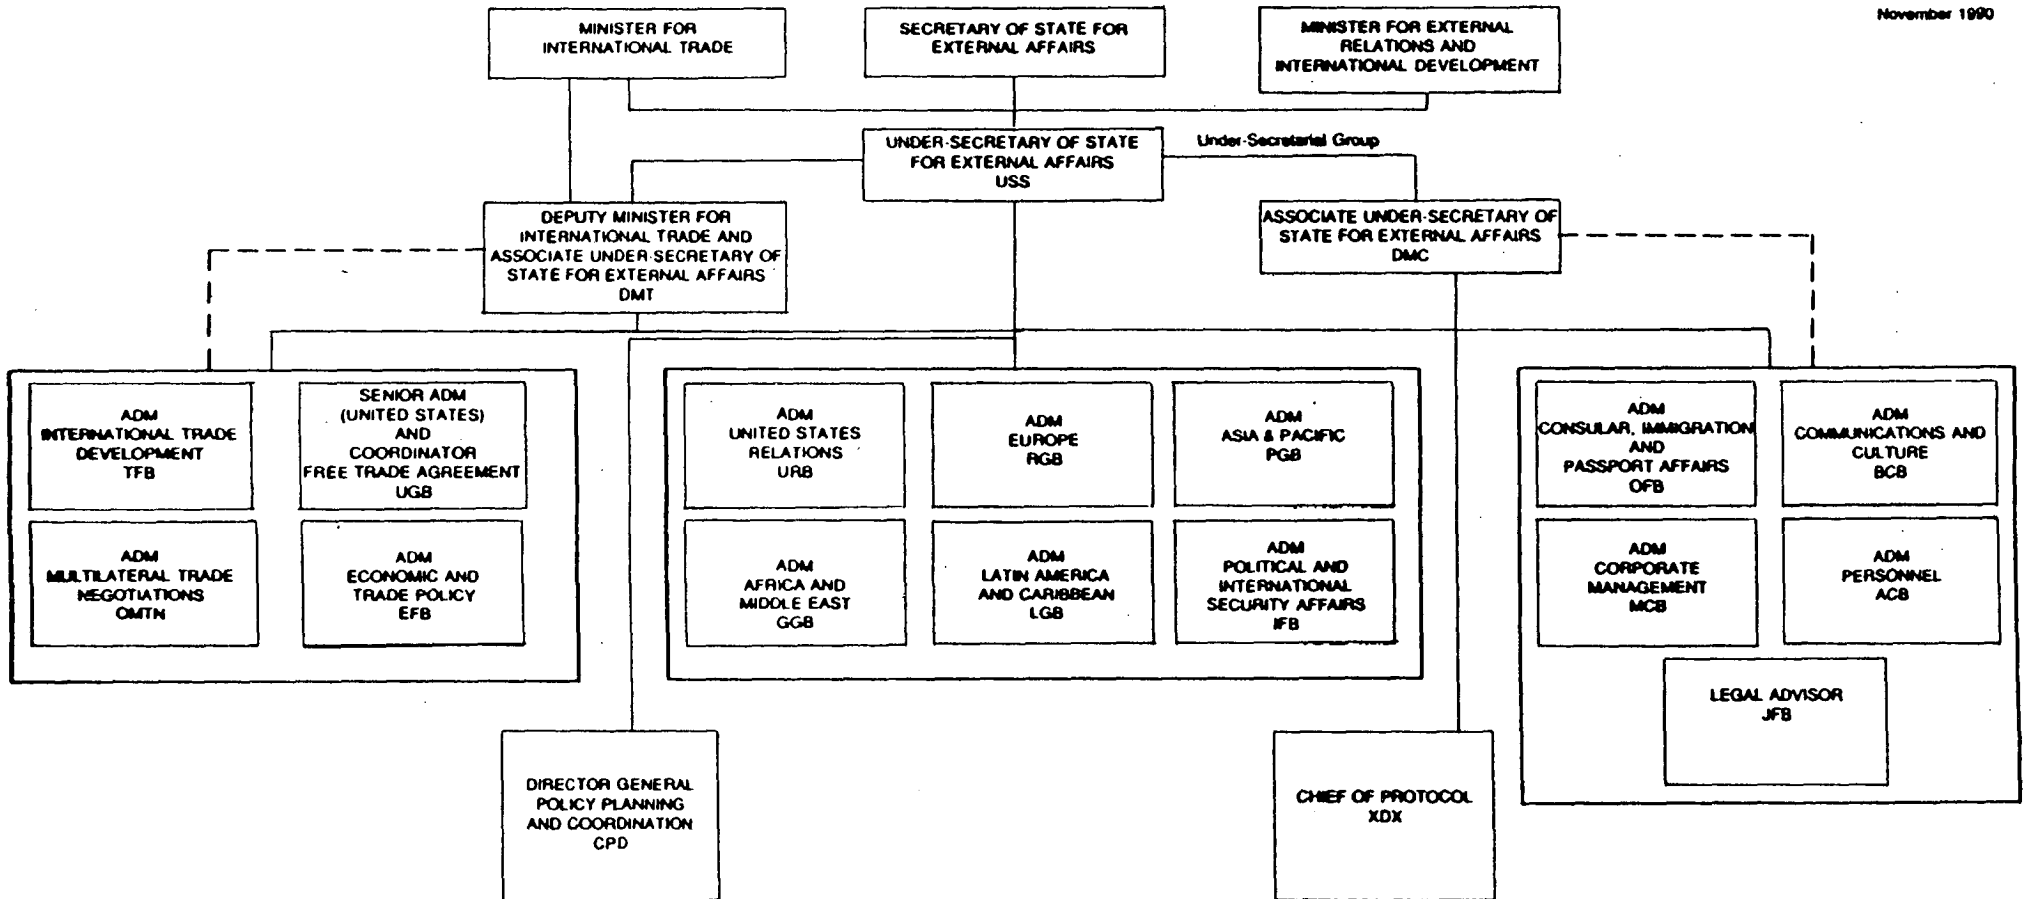 November 1990
MINISTER FOR
INTERNATIONAL TRADE
SECRETARY OF STATE FOR
EXTERNAL AFFAIRS
MINISTER FOR EXTERNAL
RELATIONS AND
INTERNATIONAL DEVELOPMENT
UNDER-SECRETARY OF STATE
FOR EXTERNAL AFFAIRS
USS
Under-Secretarial Group
DEPUTY MINISTER FOR
INTERNATIONAL TRADE AND
ASSOCIATE UNDER-SECRETARY OF
STATE FOR EXTERNAL AFFAIRS
DMT
ASSOCIATE UNDER-SECRETARY OF
STATE FOR EXTERNAL AFFAIRS
DMC
ADM
INTERNATIONAL TRADE
DEVELOPMENT
TFB
SENIOR ADM
(UNITED STATES)
AND
COORDINATOR
FREE TRADE AGREEMENT
UGB
ADM
MULTILATERAL TRADE
NEGOTIATIONS
OMTN
ADM
ECONOMIC AND
TRADE POLICY
EFB
ADM
UNITED STATES
RELATIONS
URB
ADM
EUROPE
RGB
ADM
ASIA & PACIFIC
PGB
ADM
AFRICA AND
MIDDLE EAST
GGB
ADM
LATIN AMERICA
AND CARIBBEAN
LGB
ADM
POLITICAL AND
INTERNATIONAL
SECURITY AFFAIRS
IFB
ADM
CONSULAR, IMMIGRATION
AND
PASSPORT AFFAIRS
OFB
ADM
COMMUNICATIONS AND
CULTURE
BCB
ADM
CORPORATE
MANAGEMENT
MCB
ADM
PERSONNEL
ACB
LEGAL ADVISOR
JFB
DIRECTOR GENERAL
POLICY PLANNING
AND COORDINATION
CPD
CHIEF OF PROTOCOL
XDX